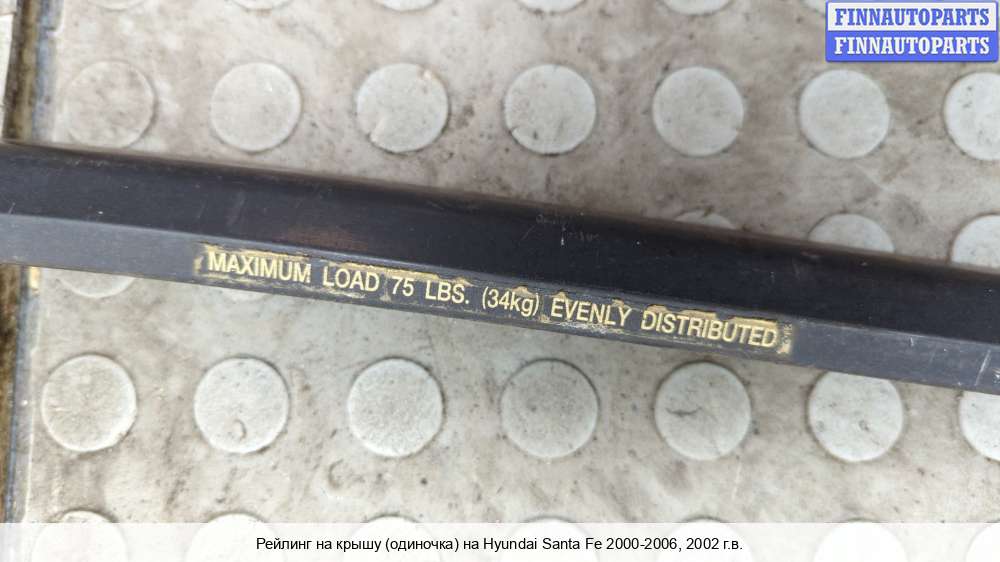 FINNAUTOPARTS
FINNAUTOPARTS
MAXIMUM LOAD 75 LBS. (34kg) EVENLY DISTRIBUTED
Рейлинг на крышу (одиночка) на Hyundai Santa Fe 2000-2006, 2002 г.в.